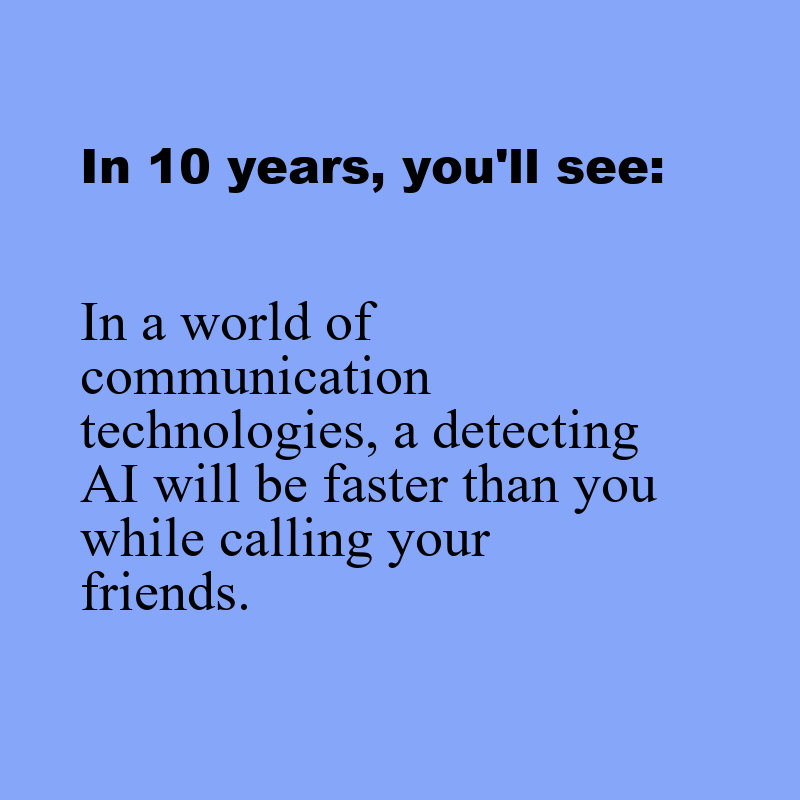 In 10 years, you'll see:
In a world of
communication
technologies, a detecting
AI will be faster than you
while calling your
friends.